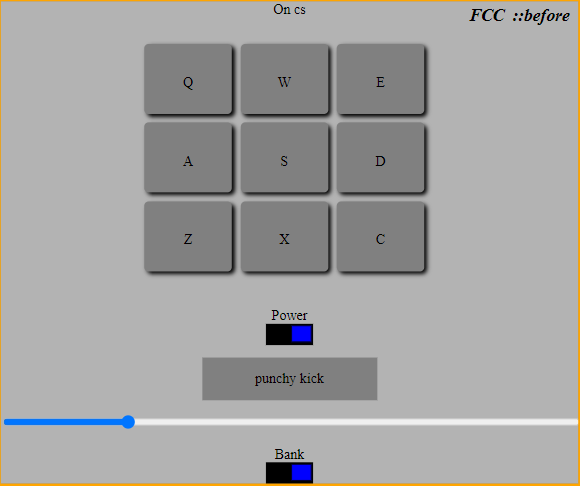 On cs
FCC ::before
Q W E
A S D
Z X C
Power
punchy kick
Bank